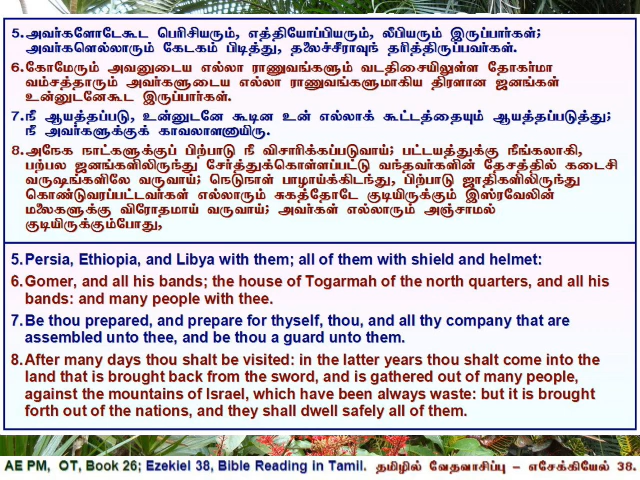 5. அவர்களோடேகூட பெர்சியரும், எத்தியோப்பியரும், லீபியரும் இருப்பார்கள்;
அவர்களெல்லாரும் கேடகம் பிடித்து, தலைச்சீராவுந் தரித்திருப்பவர்கள்.
6. கோமேரும் அவனுடைய எல்லா ராணுவங்களும் வடதிசையிலுள்ள தோகர்மா
வம்சத்தாரும் அவர்களுடைய எல்லா ராணுவங்களுமாகிய திரளான ஜனங்கள்
உன்னுடனேகூட இருப்பார்கள்.
7. நீ ஆயத்தப்படு, உன்னுடனே கூடின உன் எல்லாக் கூட்டத்தையும் ஆயத்தப்படுத்து;
நீ அவர்களுக்குக் காவலாளனாயிரு.
8. அநேக நாட்களுக்குப் பிற்பாடு நீ விசாரிக்கப்படுவாய்; பட்டயத்துக்கு நீங்கலாகி,
பற்பல ஜனங்களிலிருந்து சேர்த்துக்கொள்ளப்பட்டு வந்தவர்களின் தேசத்தில் கடைசி
வருஷங்களிலே வருவாய்; நெடுநாள் பாழாய்க்கிடந்து, பிற்பாடு ஜாதிகளிலிருந்து
கொண்டுவரப்பட்டவர்கள் எல்லாரும் சுகத்தோடே குடியிருக்கும் இஸ்ரவேலின்
மலைகளுக்கு விரோதமாய் வருவாய்; அவர்கள் எல்லாரும் அஞ்சாமல்
குடியிருக்கும்போது,
5. Persia, Ethiopia, and Libya with them; all of them with shield and helmet:
6. Gomer, and all his bands; the house of Togarmah of the north quarters, and all his
bands: and many people with thee.
7. Be thou prepared, and prepare for thyself, thou, and all thy company that are
assembled unto thee, and be thou a guard unto them.
8. After many days thou shalt be visited: in the latter years thou shalt come into the
land that is brought back from the sword, and is gathered out of many people,
against the mountains of Israel, which have been always waste: but it is brought
forth out of the nations, and they shall dwell safely all of them.
AE PM, OT, Book 26; Ezekiel 38, Bible Reading in Tamil. தமிழில் வேதவாசிப்பு – எசேக்கியேல் 38.